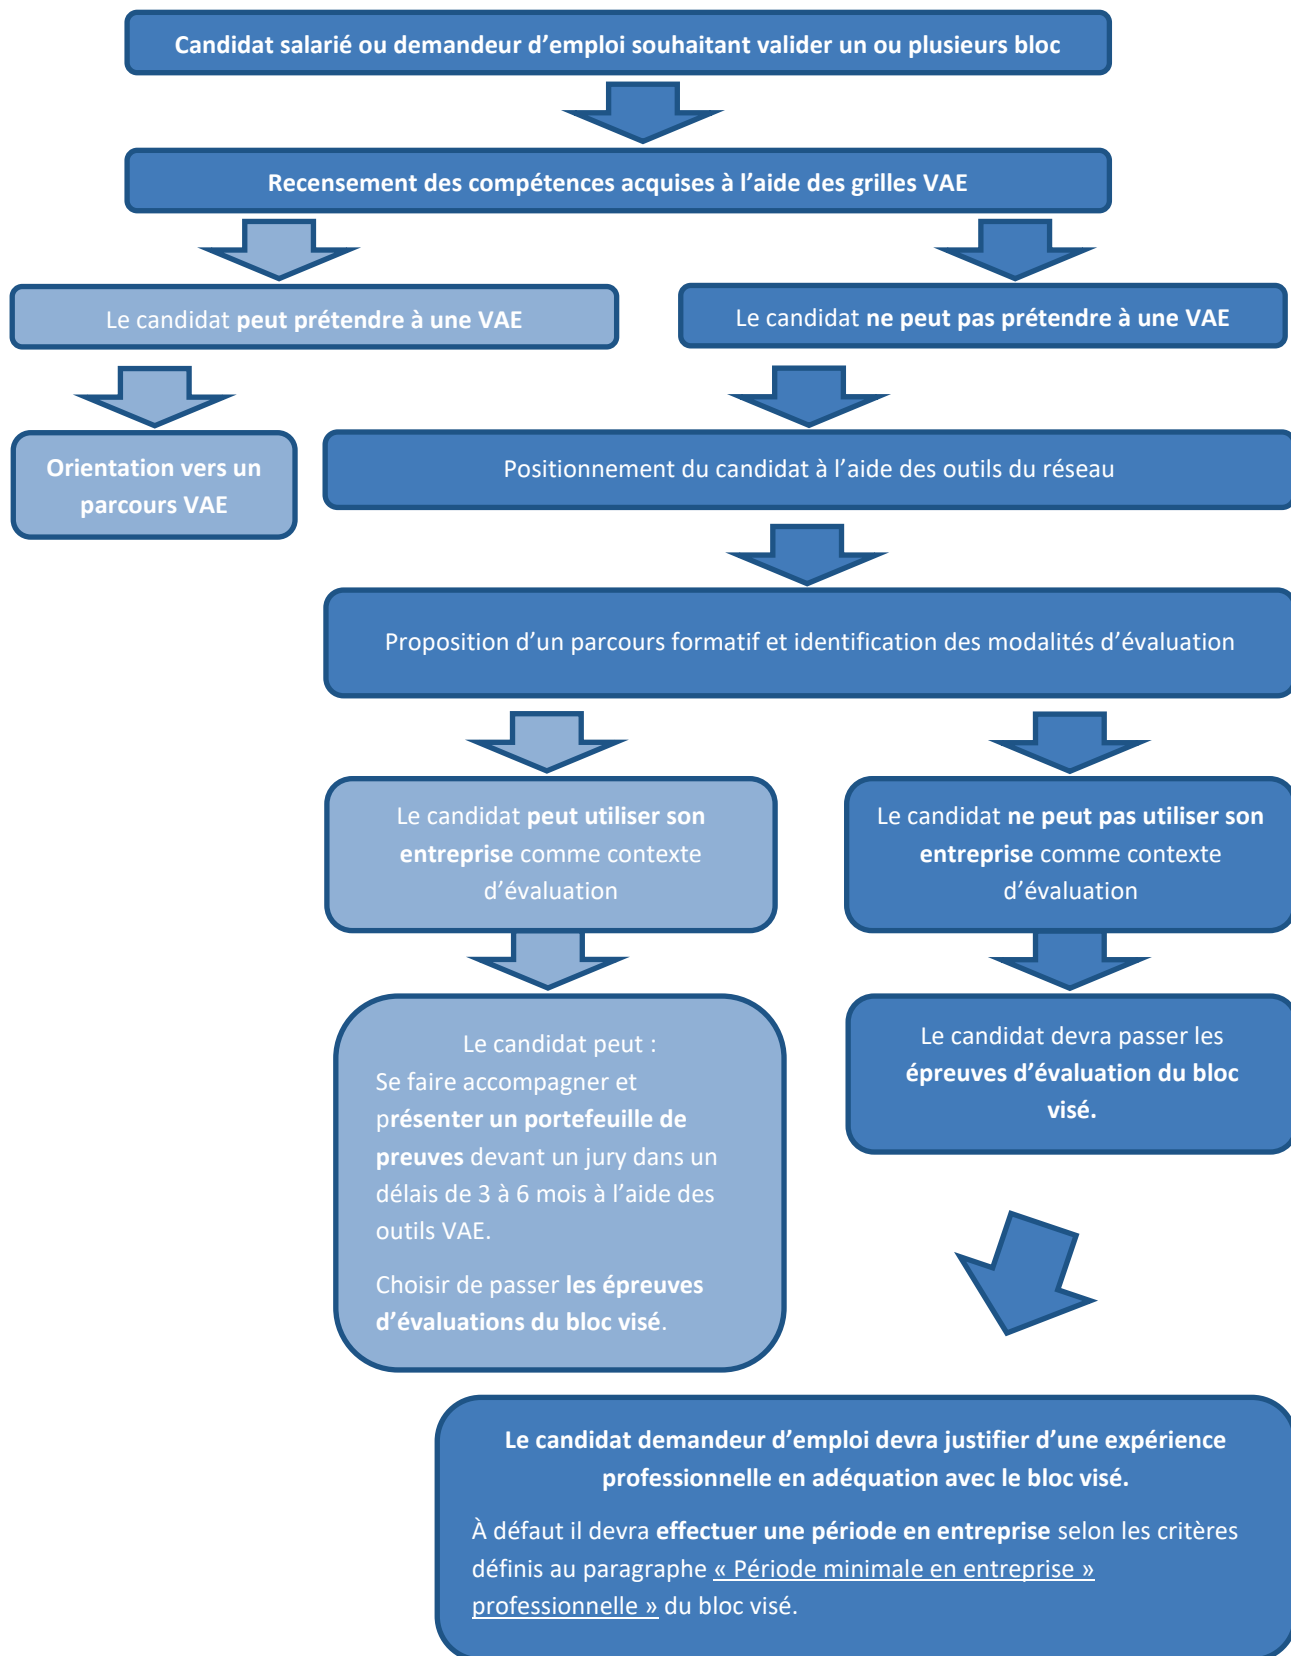 Candidat salarié ou demandeur d’emploi souhaitant valider un ou plusieurs bloc
Recensement des compétences acquises à l’aide des grilles VAE
Le candidat peut prétendre à une VAE
Le candidat ne peut pas prétendre à une VAE
Orientation vers un
parcours VAE
Positionnement du candidat à l’aide des outils du réseau
Proposition d’un parcours formatif et identification des modalités d’évaluation
Le candidat peut utiliser son
entreprise comme contexte
d’évaluation
Le candidat ne peut pas utiliser son
entreprise comme contexte
d’évaluation
Le candidat peut :
Se faire accompagner et
présenter un portefeuille de
preuves devant un jury dans un
délais de 3 à 6 mois à l’aide des
outils VAE.
Choisir de passer les épreuves
d’évaluations du bloc visé.
Le candidat devra passer les
épreuves d’évaluation du bloc
visé.
Le candidat demandeur d’emploi devra justifier d’une expérience
professionnelle en adéquation avec le bloc visé.
À défaut il devra effectuer une période en entreprise selon les critères
définis au paragraphe « Période minimale en entreprise »
professionnelle » du bloc visé.